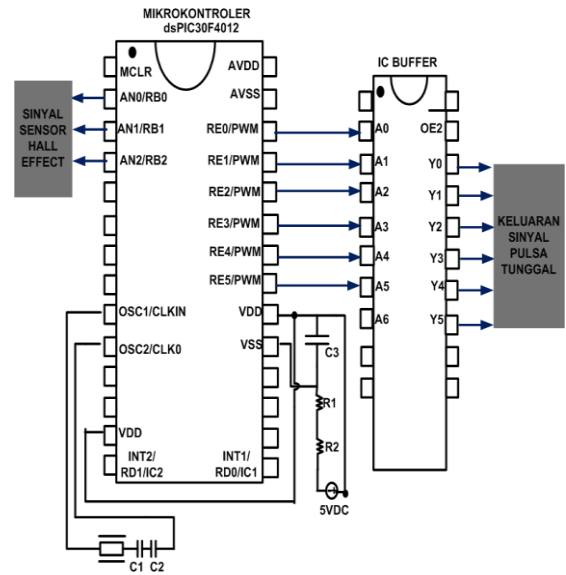 MIKROKONTROLER
dsPIC30F4012
IC BUFFER
MCLR
AVDD
AN0/RB0
AVSS
AN1/RB1
RE0/PWM
AN2/RB2
RE1/PWM
RE2/PWM
RE3/PWM
RE4/PWM
RE5/PWM
OSC1/CLKIN
VDD
OSC2/CLK0
VSS
VDD
INT2/
RD1/IC2
INT1/
RD0/IC1
SINYAL
SENSOR
HALL
EFFECT
A0
OE2
A1
Y0
A2
Y1
A3
Y2
A4
Y3
A5
Y4
A6
Y5
KELUARAN
SINYAL
PULSA
TUNGGAL
C3
R1
R2
5VDC
C1 C2